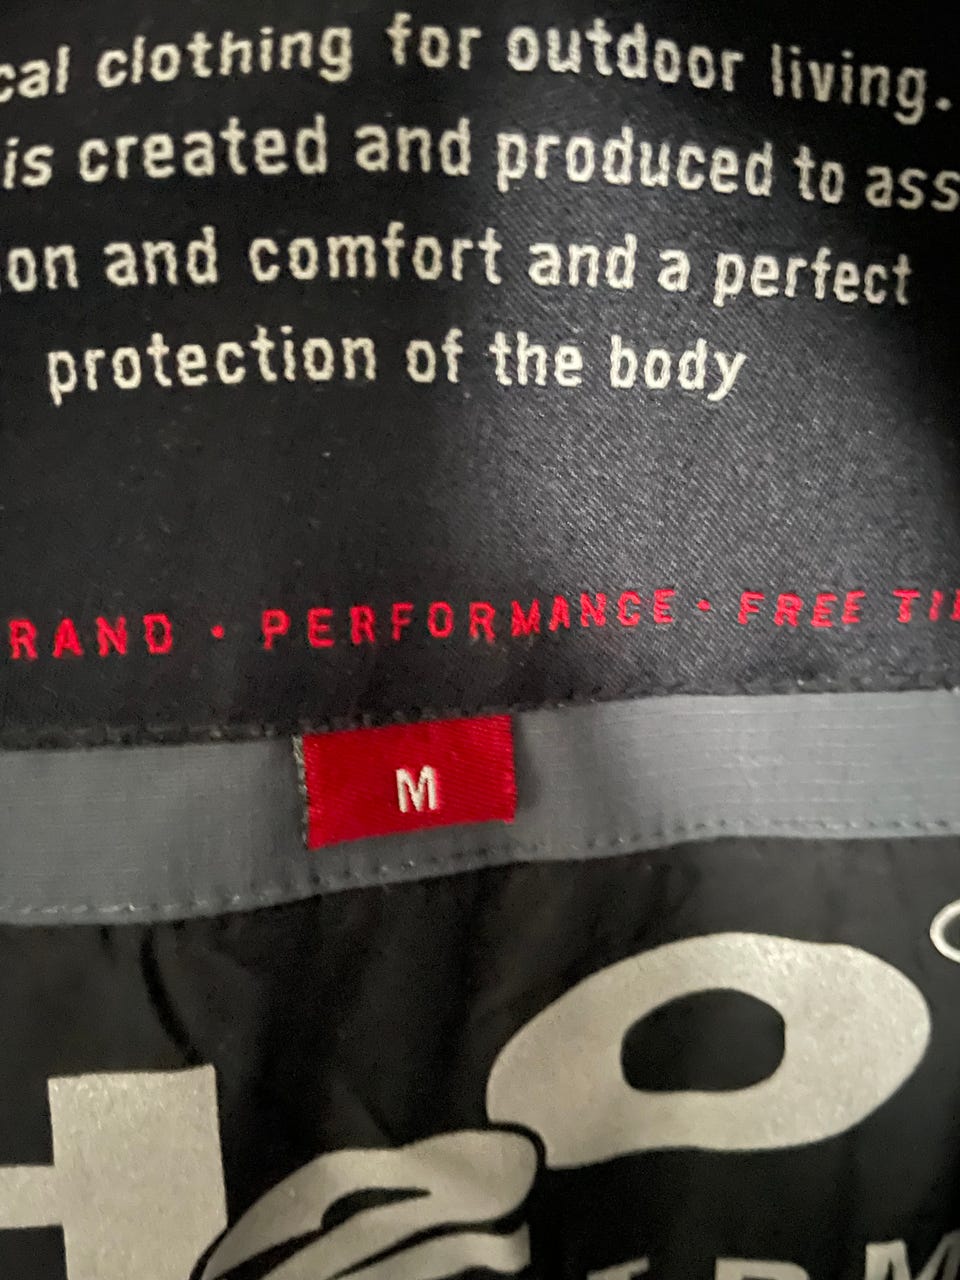 cal clothing for outdoor living.
is created and produced to ass
on and comfort and a perfect
protection of the body
RAND · PERFORMANCE · FREE TI
M